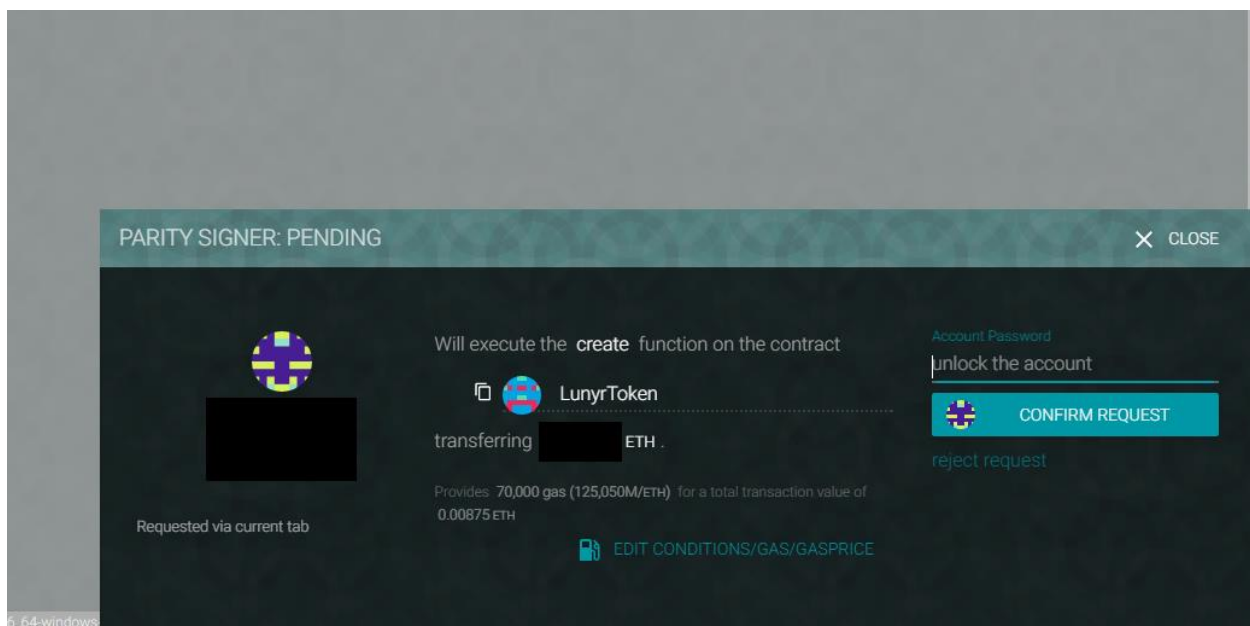 PARITY SIGNER: PENDING
CLOSE
Will execute the create function on the contract
LunyrToken
transferring ETH .
Provides 70,000 gas (125,050M/ETH) for a total transaction value of
0.00875 ETH
EDIT CONDITIONS/GAS/GASPRICE
Requested via current tab
Account Password
unlock the account
CONFIRM REQUEST
reject request
6_64-windows-